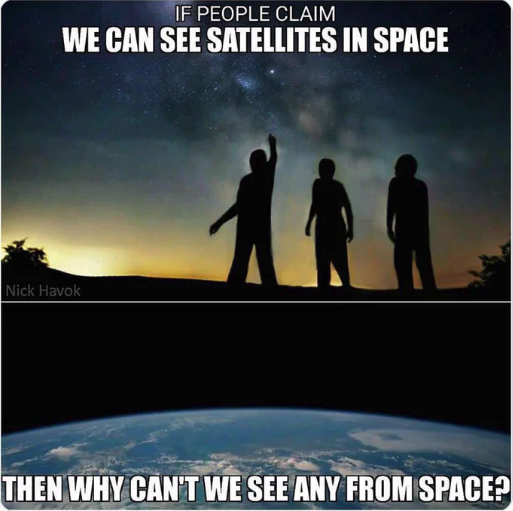 IF PEOPLE CLAIM
WE CAN SEE SATELLITES IN SPACE
Nick Havok
THEN WHY CAN'T WE SEE ANY FROM SPACE?